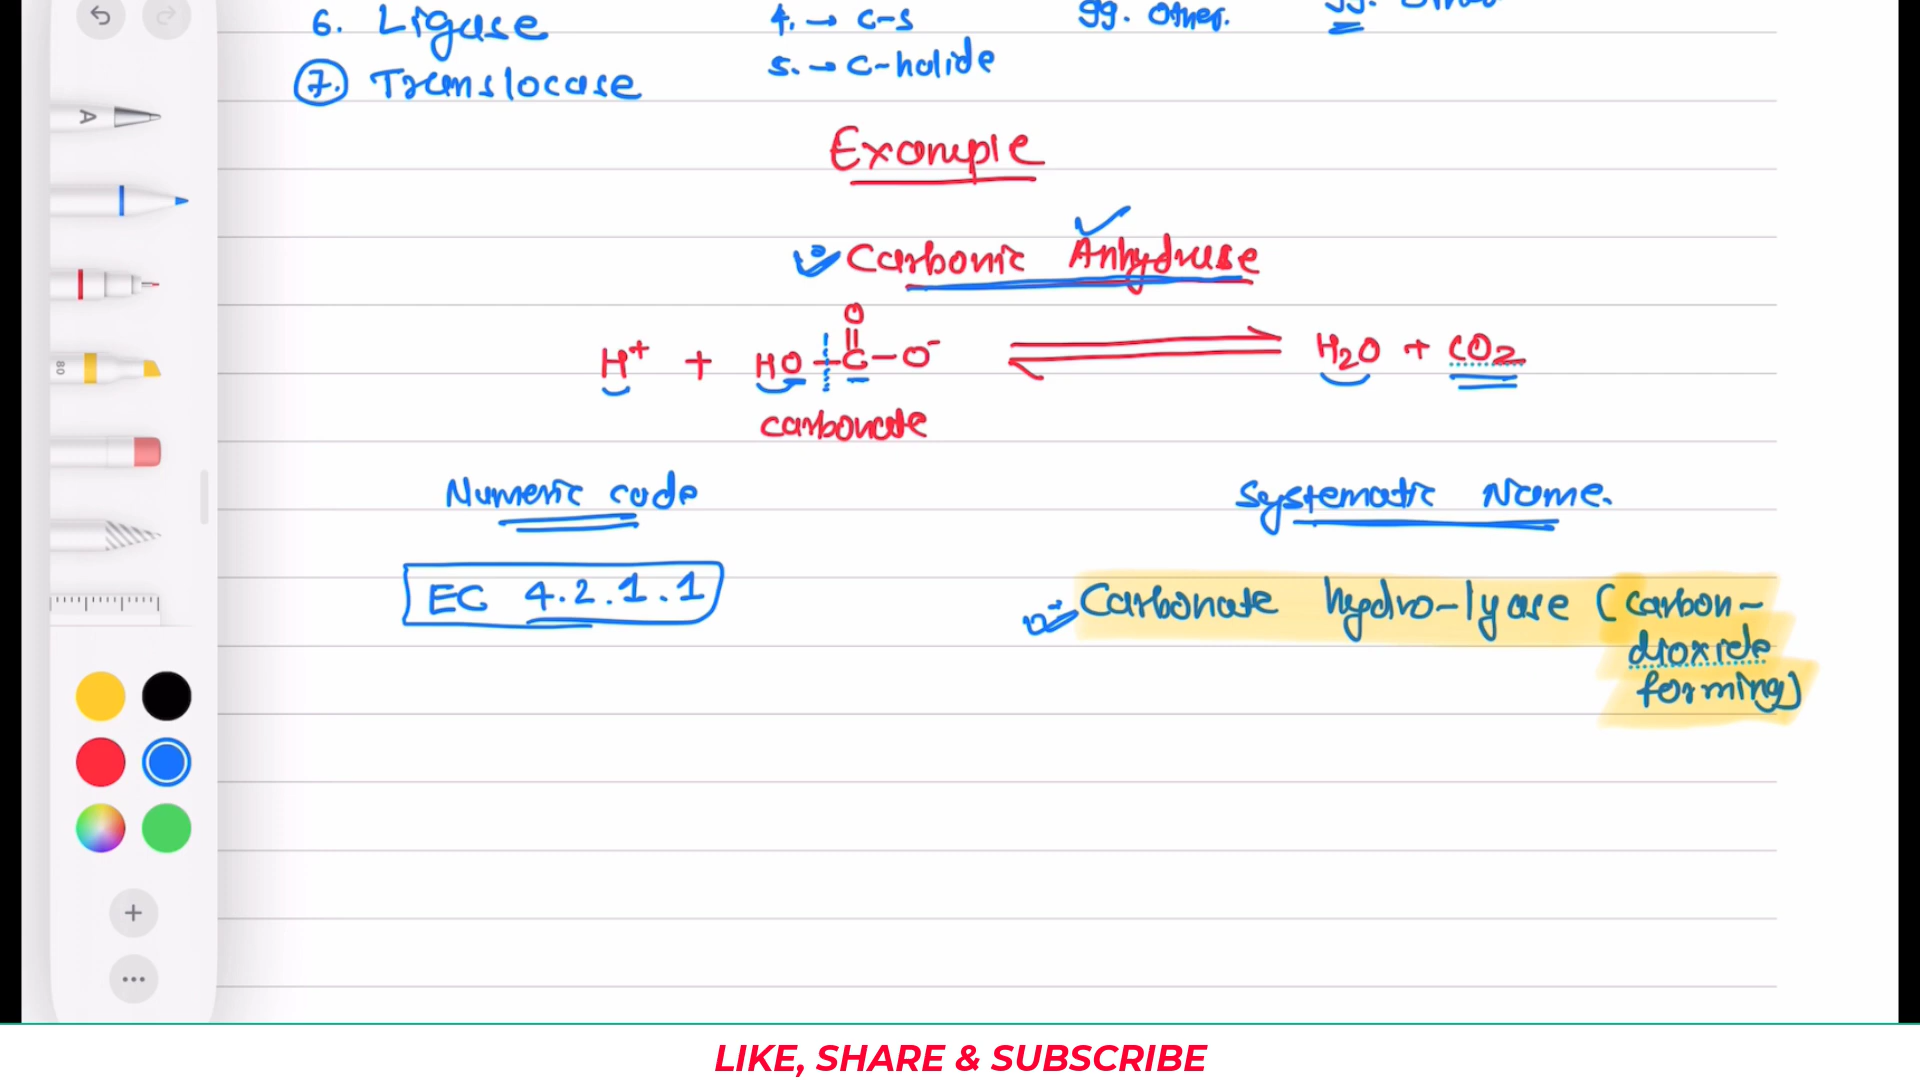 6. Ligase
4. → C-S
99. Other.
⑦. Translocase
5. → C-halide
Example
Carbonic Anhydrase
O
H⁺ + HO-C-O⁻ ⇌ H₂O + CO₂
carbonate
Numeric code
Systematic Name.
EC 4.2.1.1
Carbonate hydro-lyase (carbon-
dioxide
forming)
A
80
LIKE, SHARE & SUBSCRIBE